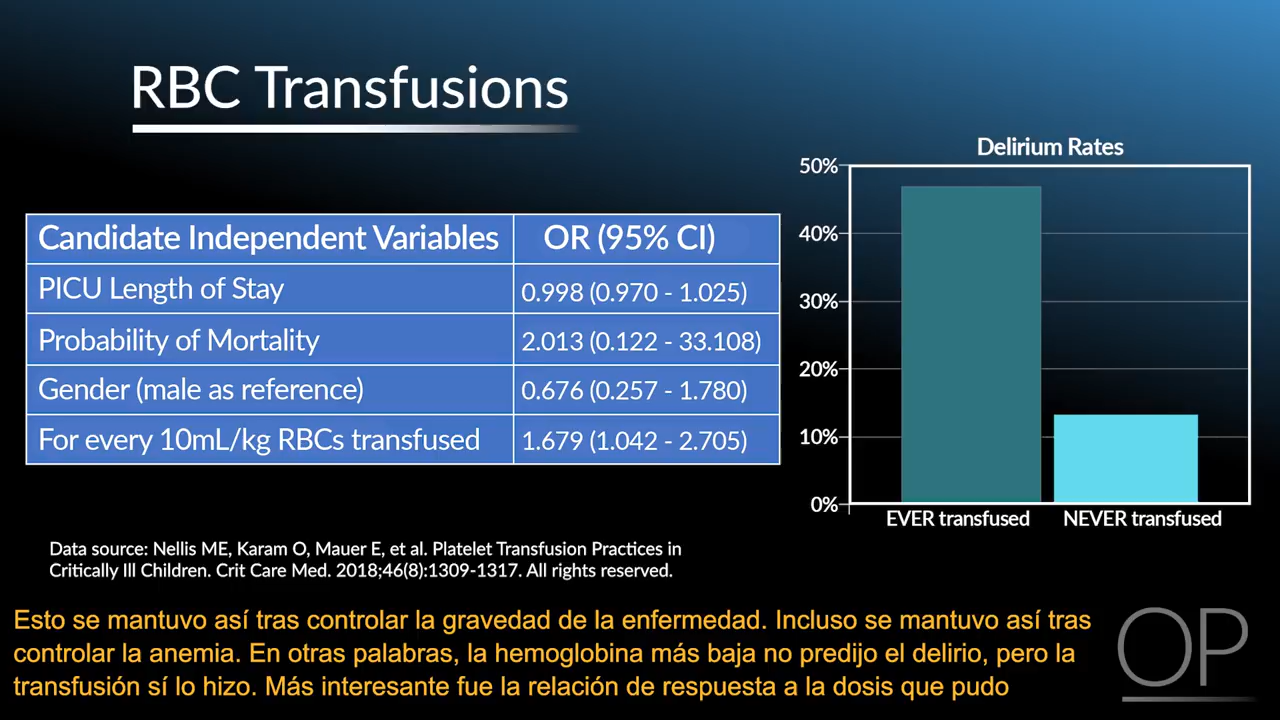 RBC Transfusions
Candidate Independent Variables OR (95% CI)
PICU Length of Stay 0.998 (0.970 - 1.025)
Probability of Mortality 2.013 (0.122 - 33.108)
Gender (male as reference) 0.676 (0.257 - 1.780)
For every 10mL/kg RBCs transfused 1.679 (1.042 - 2.705)
Delirium Rates
50%
40%
30%
20%
10%
0%
EVER transfused NEVER transfused
Data source: Nellis ME, Karam O, Mauer E, et al. Platelet Transfusion Practices in
Critically Ill Children. Crit Care Med. 2018;46(8):1309-1317. All rights reserved.
Esto se mantuvo así tras controlar la gravedad de la enfermedad. Incluso se mantuvo así tras
controlar la anemia. En otras palabras, la hemoglobina más baja no predijo el delirio, pero la
transfusión sí lo hizo. Más interesante fue la relación de respuesta a la dosis que pudo
OP